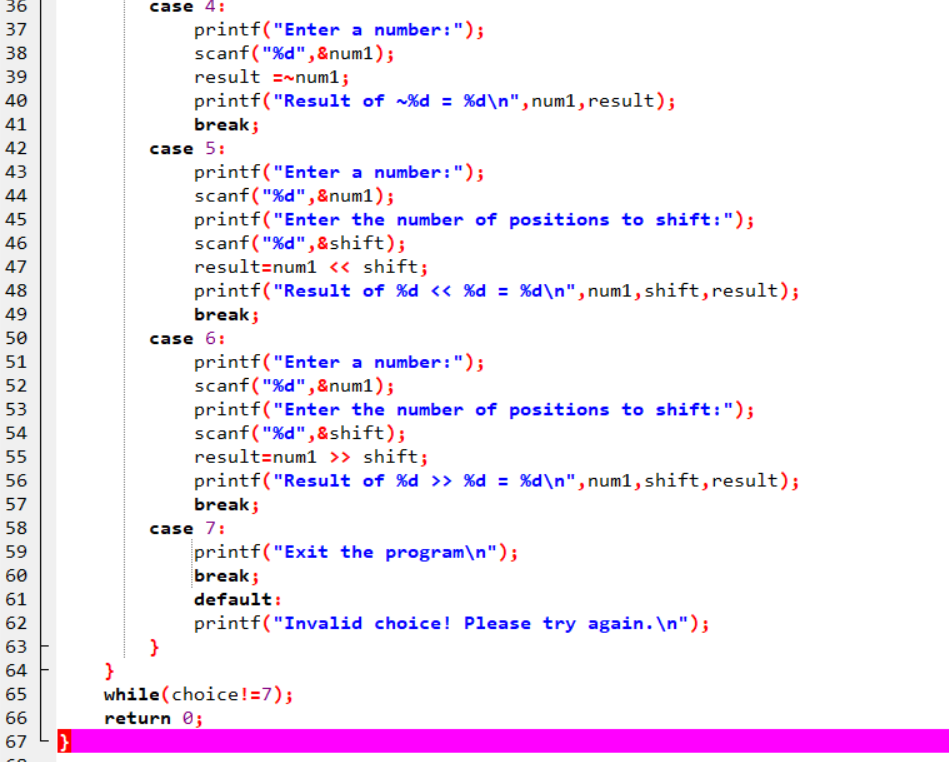 36 case 4:
37 printf("Enter a number:");
38 scanf("%d",&num1);
39 result =~num1;
40 printf("Result of ~%d = %d\n",num1,result);
41 break;
42 case 5:
43 printf("Enter a number:");
44 scanf("%d",&num1);
45 printf("Enter the number of positions to shift:");
46 scanf("%d",&shift);
47 result=num1 << shift;
48 printf("Result of %d << %d = %d\n",num1,shift,result);
49 break;
50 case 6:
51 printf("Enter a number:");
52 scanf("%d",&num1);
53 printf("Enter the number of positions to shift:");
54 scanf("%d",&shift);
55 result=num1 >> shift;
56 printf("Result of %d >> %d = %d\n",num1,shift,result);
57 break;
58 case 7:
59 printf("Exit the program\n");
60 break;
61 default:
62 printf("Invalid choice! Please try again.\n");
63 }
64 }
65 while(choice!=7);
66 return 0;
67 }